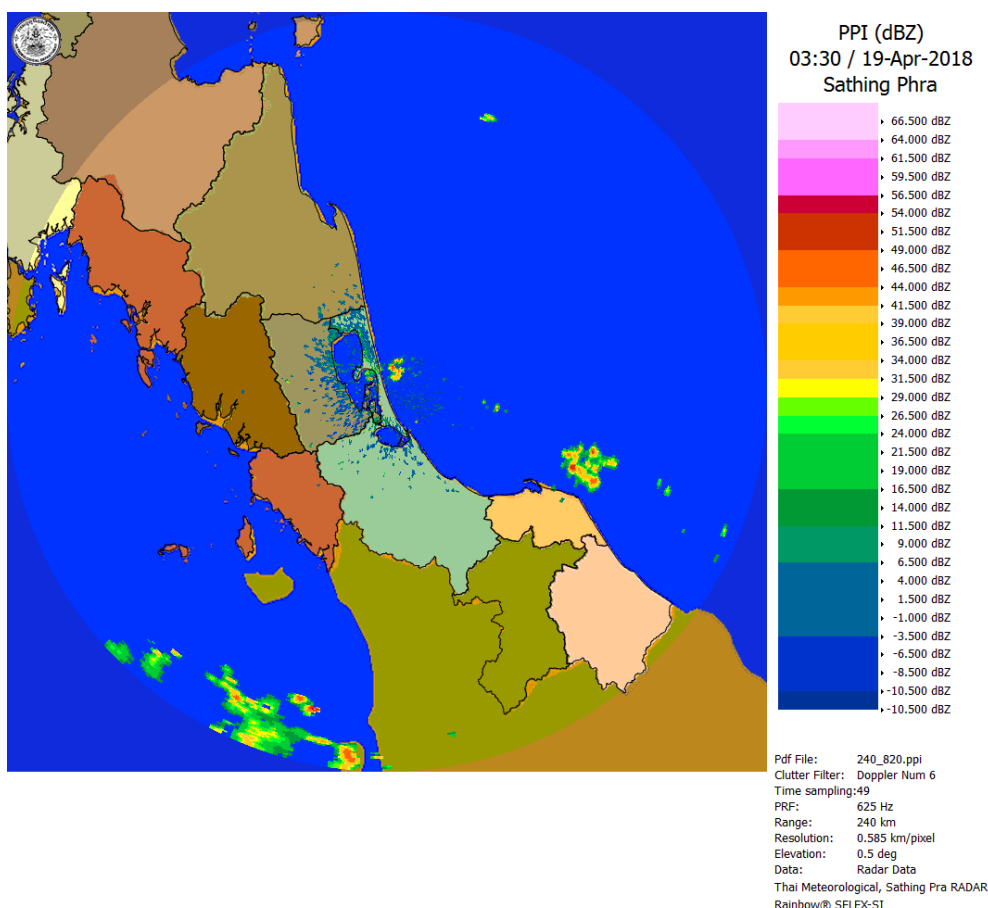 PPI (dBZ)
03:30 / 19-Apr-2018
Sathing Phra
66.500 dBZ
64.000 dBZ
61.500 dBZ
59.500 dBZ
56.500 dBZ
54.000 dBZ
51.500 dBZ
49.000 dBZ
46.500 dBZ
44.000 dBZ
41.500 dBZ
39.000 dBZ
36.500 dBZ
34.000 dBZ
31.500 dBZ
29.000 dBZ
26.500 dBZ
24.000 dBZ
21.500 dBZ
19.000 dBZ
16.500 dBZ
14.000 dBZ
11.500 dBZ
9.000 dBZ
6.500 dBZ
4.000 dBZ
1.500 dBZ
-1.000 dBZ
-3.500 dBZ
-6.500 dBZ
-8.500 dBZ
-10.500 dBZ
-10.500 dBZ
Pdf File: 240_820.ppi
Clutter Filter: Doppler Num 6
Time sampling:49
PRF: 625 Hz
Range: 240 km
Resolution: 0.585 km/pixel
Elevation: 0.5 deg
Data: Radar Data
Thai Meteorological, Sathing Pra RADAR
Rainbow® SELEX-SI